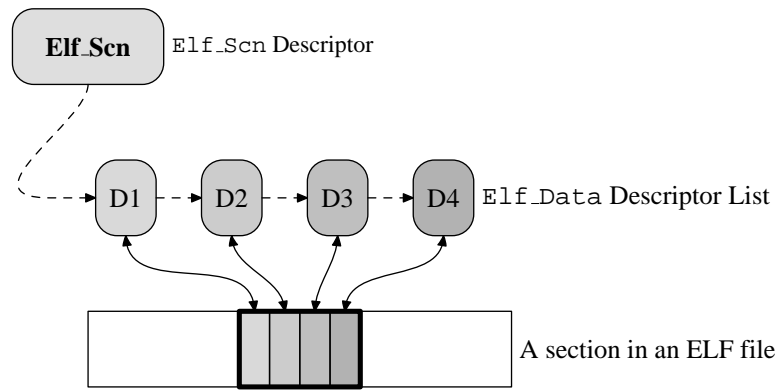 Elf_Scn
Elf_Scn Descriptor
D1 D2 D3 D4
Elf_Data Descriptor List
A section in an ELF file